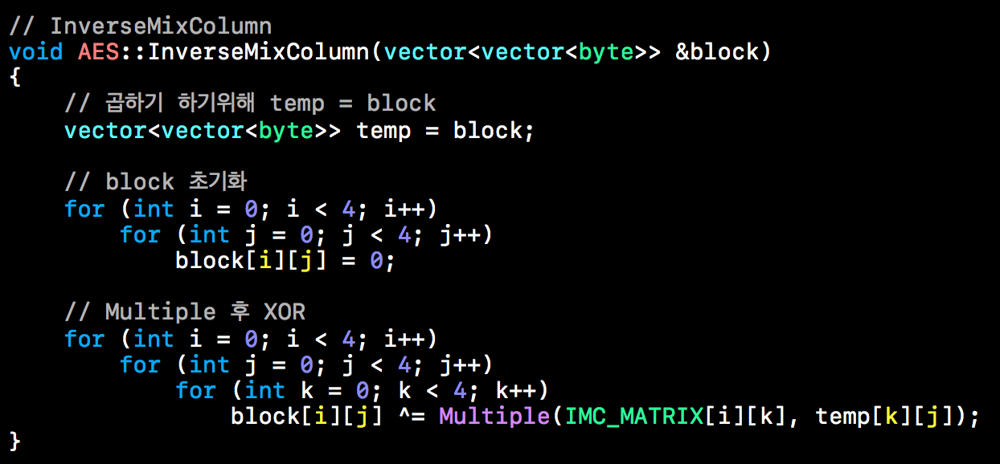 // InverseMixColumn
void AES::InverseMixColumn(vector<vector<byte>> &block)
{
    // 곱하기 하기위해 temp = block
    vector<vector<byte>> temp = block;

    // block 초기화
    for (int i = 0; i < 4; i++)
        for (int j = 0; j < 4; j++)
            block[i][j] = 0;

    // Multiple 후 XOR
    for (int i = 0; i < 4; i++)
        for (int j = 0; j < 4; j++)
            for (int k = 0; k < 4; k++)
                block[i][j] ^= Multiple(IMC_MATRIX[i][k], temp[k][j]);
}